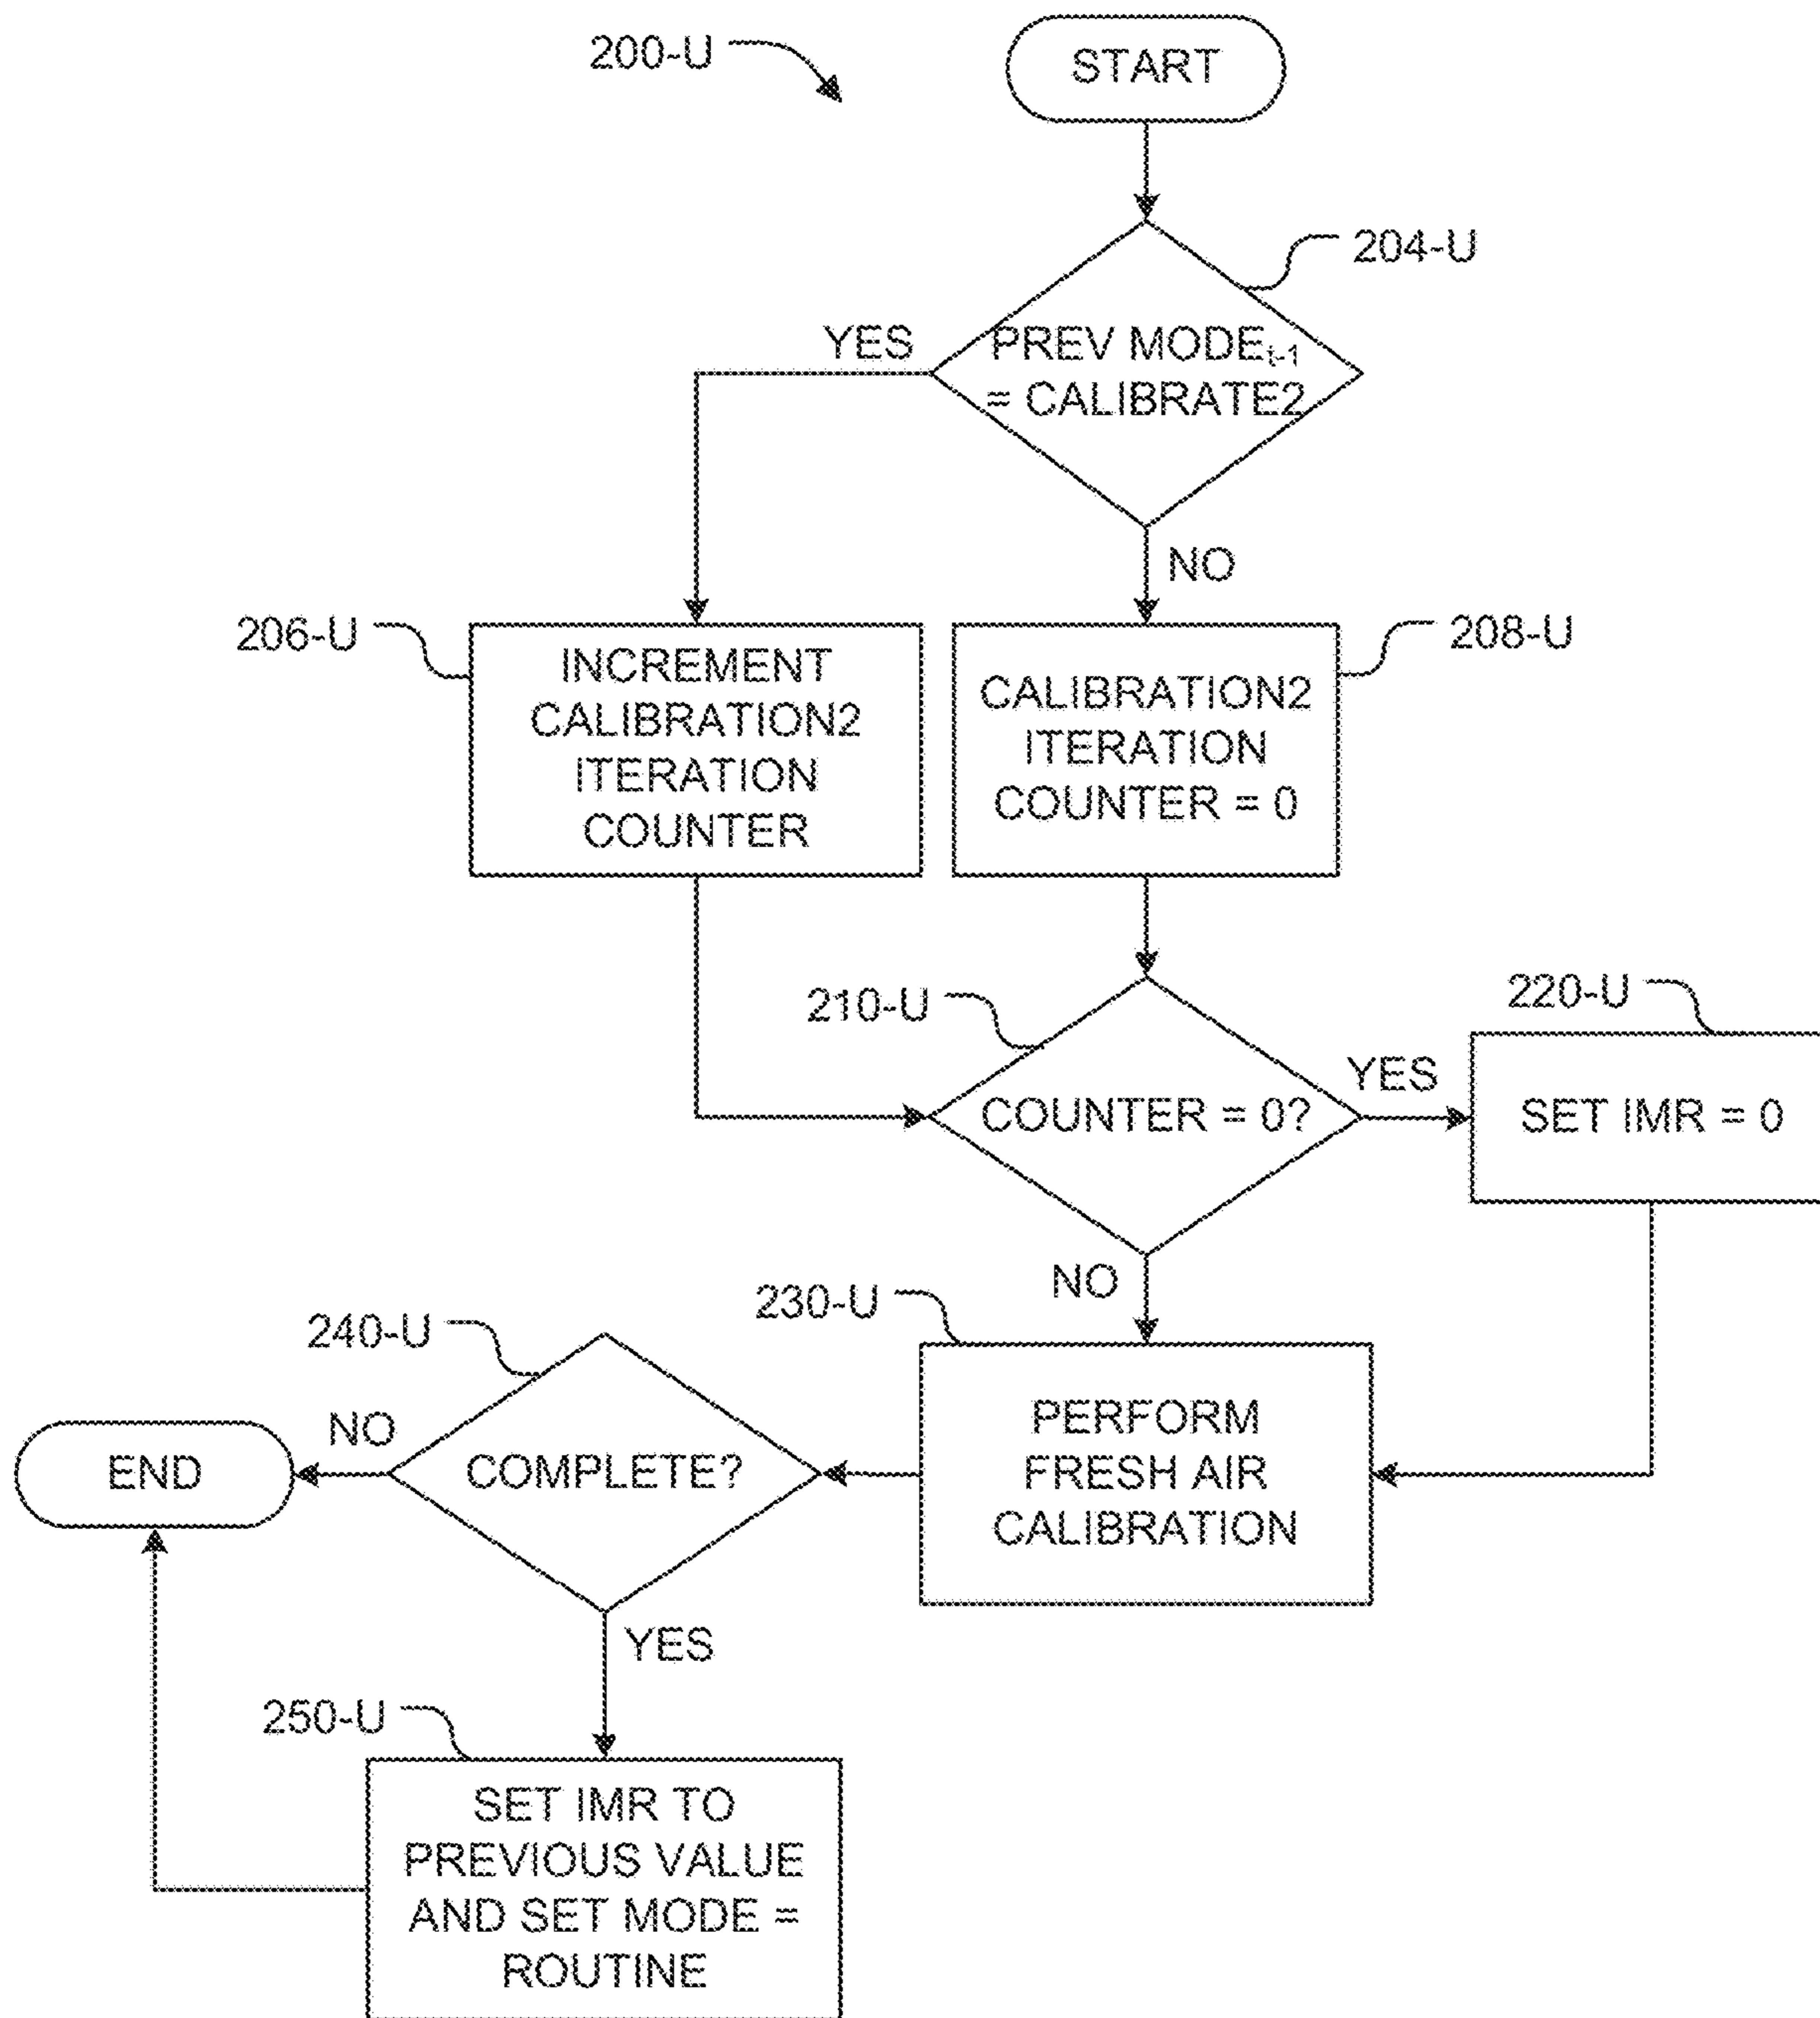 200-U
START
204-U
YES
PREV MODEt-1
= CALIBRATE2
NO
206-U
208-U
INCREMENT
CALIBRATION2
ITERATION
COUNTER
CALIBRATION2
ITERATION
COUNTER = 0
210-U
220-U
COUNTER = 0?
YES
SET IMR = 0
NO
230-U
240-U
NO
END
COMPLETE?
PERFORM
FRESH AIR
CALIBRATION
YES
250-U
SET IMR TO
PREVIOUS VALUE
AND SET MODE =
ROUTINE